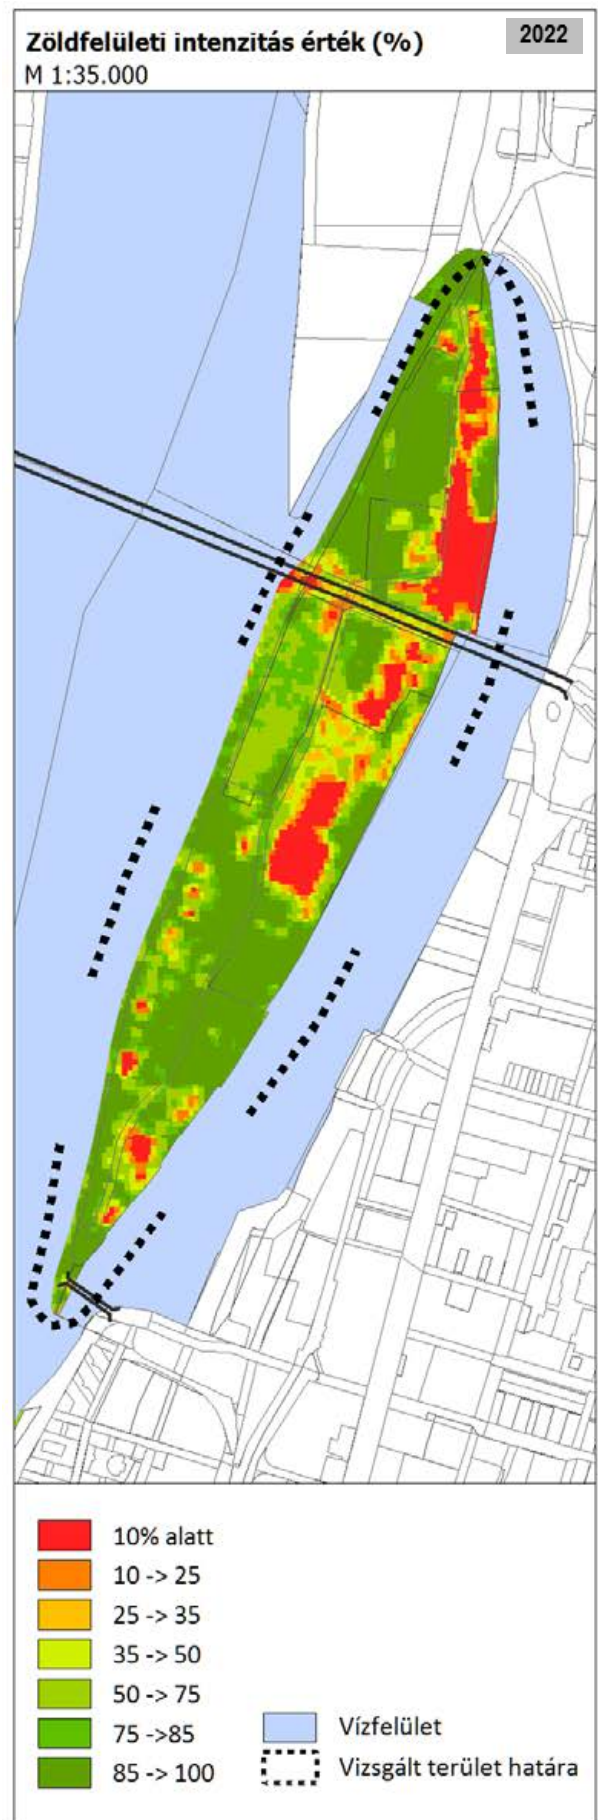 Zöldfelületi intenzitás érték (%)
2022
M 1:35.000
10% alatt
10 -> 25
25 -> 35
35 -> 50
50 -> 75
75 ->85
85 -> 100
Vízfelület
Vizsgált terület határa